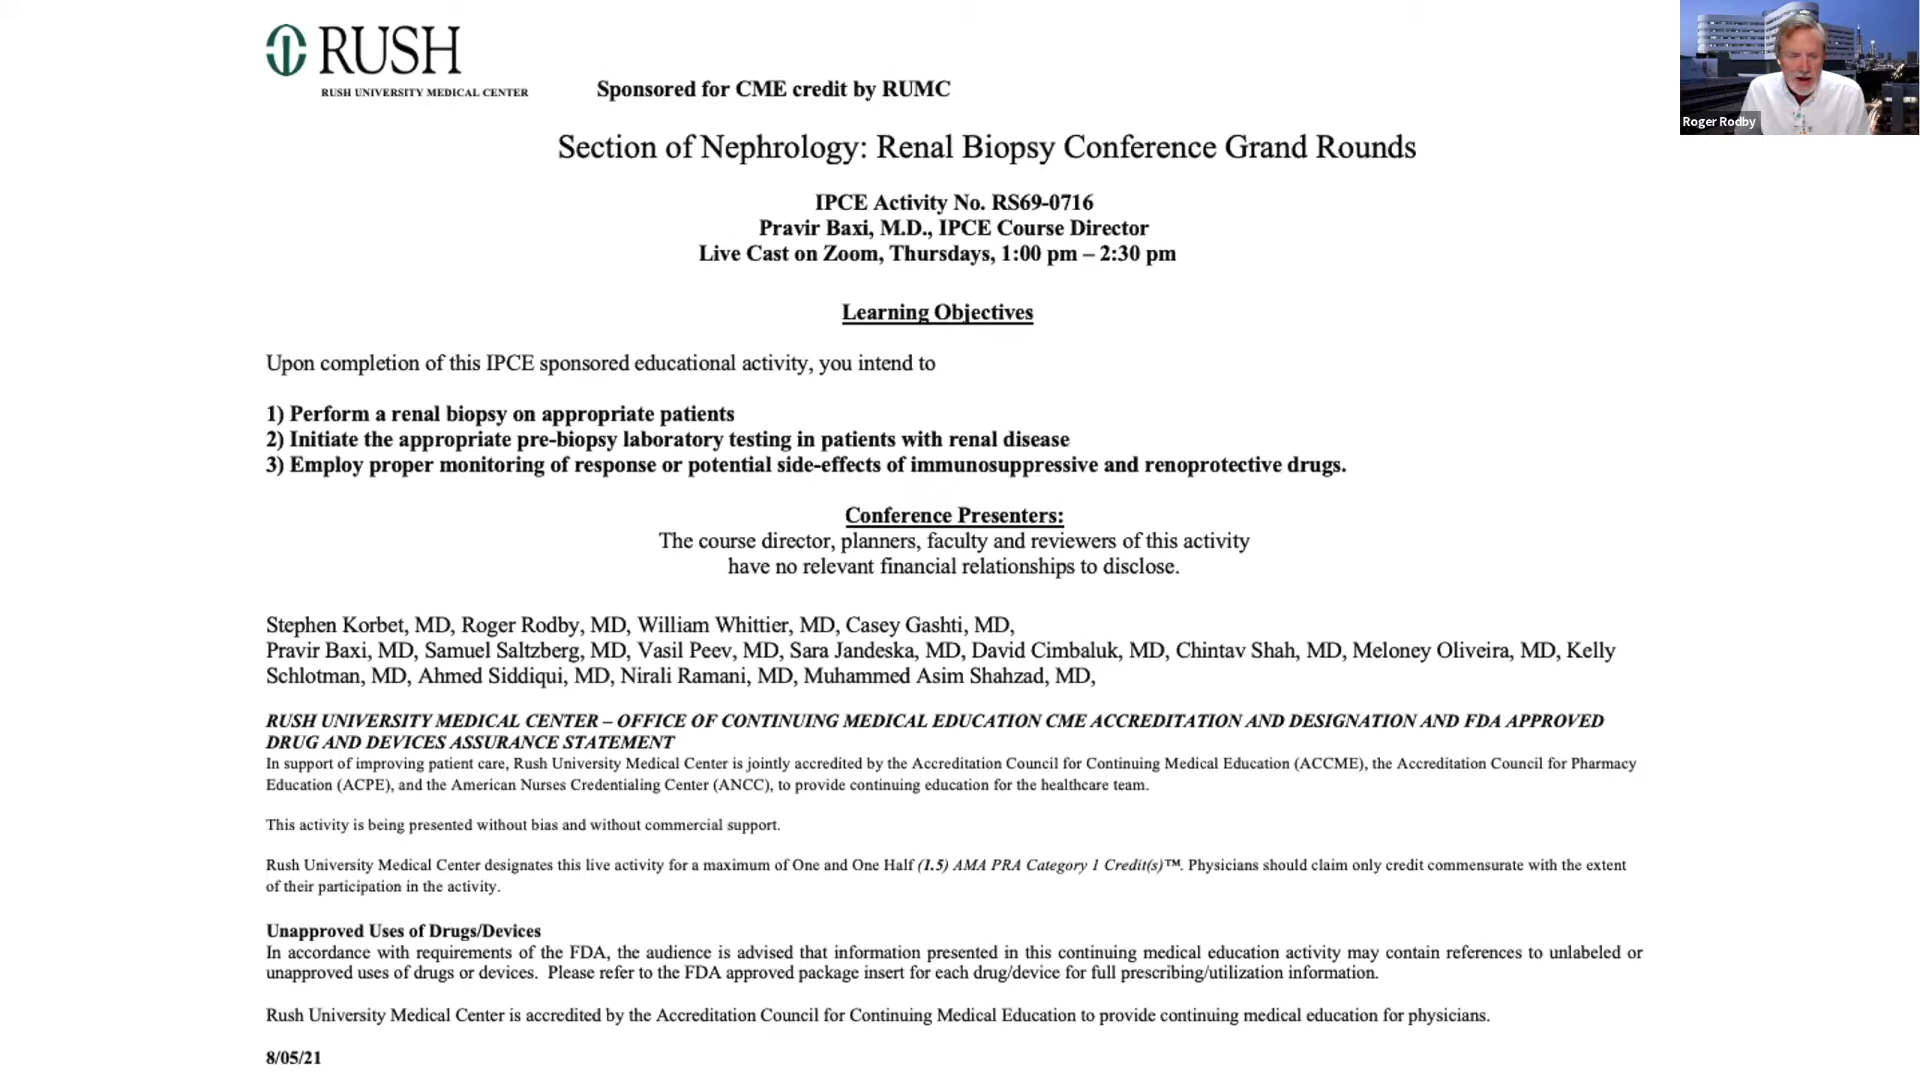 RUSH
RUSH UNIVERSITY MEDICAL CENTER
Sponsored for CME credit by RUMC
Roger Rodby
Section of Nephrology: Renal Biopsy Conference Grand Rounds
IPCE Activity No. RS69-0716
Pravir Baxi, M.D., IPCE Course Director
Live Cast on Zoom, Thursdays, 1:00 pm – 2:30 pm
Learning Objectives
Upon completion of this IPCE sponsored educational activity, you intend to
1) Perform a renal biopsy on appropriate patients
2) Initiate the appropriate pre-biopsy laboratory testing in patients with renal disease
3) Employ proper monitoring of response or potential side-effects of immunosuppressive and renoprotective drugs.
Conference Presenters:
The course director, planners, faculty and reviewers of this activity
have no relevant financial relationships to disclose.
Stephen Korbet, MD, Roger Rodby, MD, William Whittier, MD, Casey Gashti, MD,
Pravir Baxi, MD, Samuel Saltzberg, MD, Vasil Peev, MD, Sara Jandeska, MD, David Cimbaluk, MD, Chintav Shah, MD, Meloney Oliveira, MD, Kelly
Schlotman, MD, Ahmed Siddiqui, MD, Nirali Ramani, MD, Muhammed Asim Shahzad, MD,
RUSH UNIVERSITY MEDICAL CENTER – OFFICE OF CONTINUING MEDICAL EDUCATION CME ACCREDITATION AND DESIGNATION AND FDA APPROVED
DRUG AND DEVICES ASSURANCE STATEMENT
In support of improving patient care, Rush University Medical Center is jointly accredited by the Accreditation Council for Continuing Medical Education (ACCME), the Accreditation Council for Pharmacy
Education (ACPE), and the American Nurses Credentialing Center (ANCC), to provide continuing education for the healthcare team.
This activity is being presented without bias and without commercial support.
Rush University Medical Center designates this live activity for a maximum of One and One Half (1.5) AMA PRA Category 1 Credit(s)™. Physicians should claim only credit commensurate with the extent
of their participation in the activity.
Unapproved Uses of Drugs/Devices
In accordance with requirements of the FDA, the audience is advised that information presented in this continuing medical education activity may contain references to unlabeled or
unapproved uses of drugs or devices. Please refer to the FDA approved package insert for each drug/device for full prescribing/utilization information.
Rush University Medical Center is accredited by the Accreditation Council for Continuing Medical Education to provide continuing medical education for physicians.
8/05/21